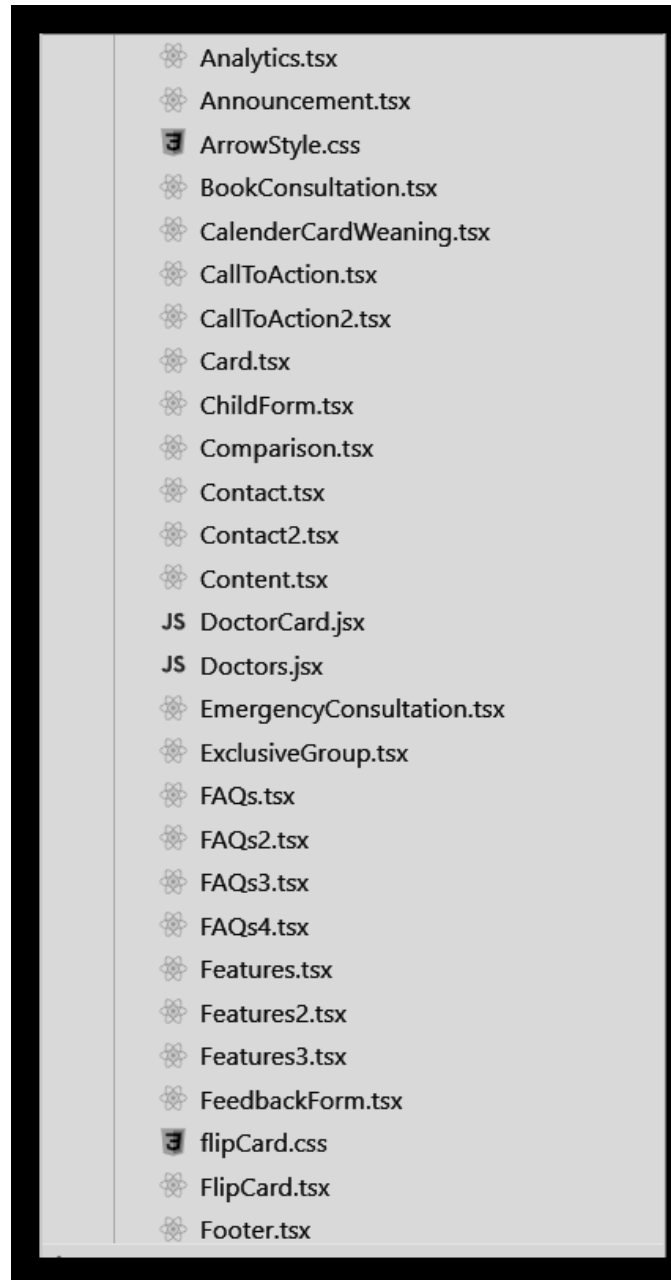 Analytics.tsx
Announcement.tsx
ArrowStyle.css
BookConsultation.tsx
CalenderCardWeaning.tsx
CallToAction.tsx
CallToAction2.tsx
Card.tsx
ChildForm.tsx
Comparison.tsx
Contact.tsx
Contact2.tsx
Content.tsx
JS DoctorCard.jsx
JS Doctors.jsx
EmergencyConsultation.tsx
ExclusiveGroup.tsx
FAQs.tsx
FAQs2.tsx
FAQs3.tsx
FAQs4.tsx
Features.tsx
Features2.tsx
Features3.tsx
FeedbackForm.tsx
flipCard.css
FlipCard.tsx
Footer.tsx